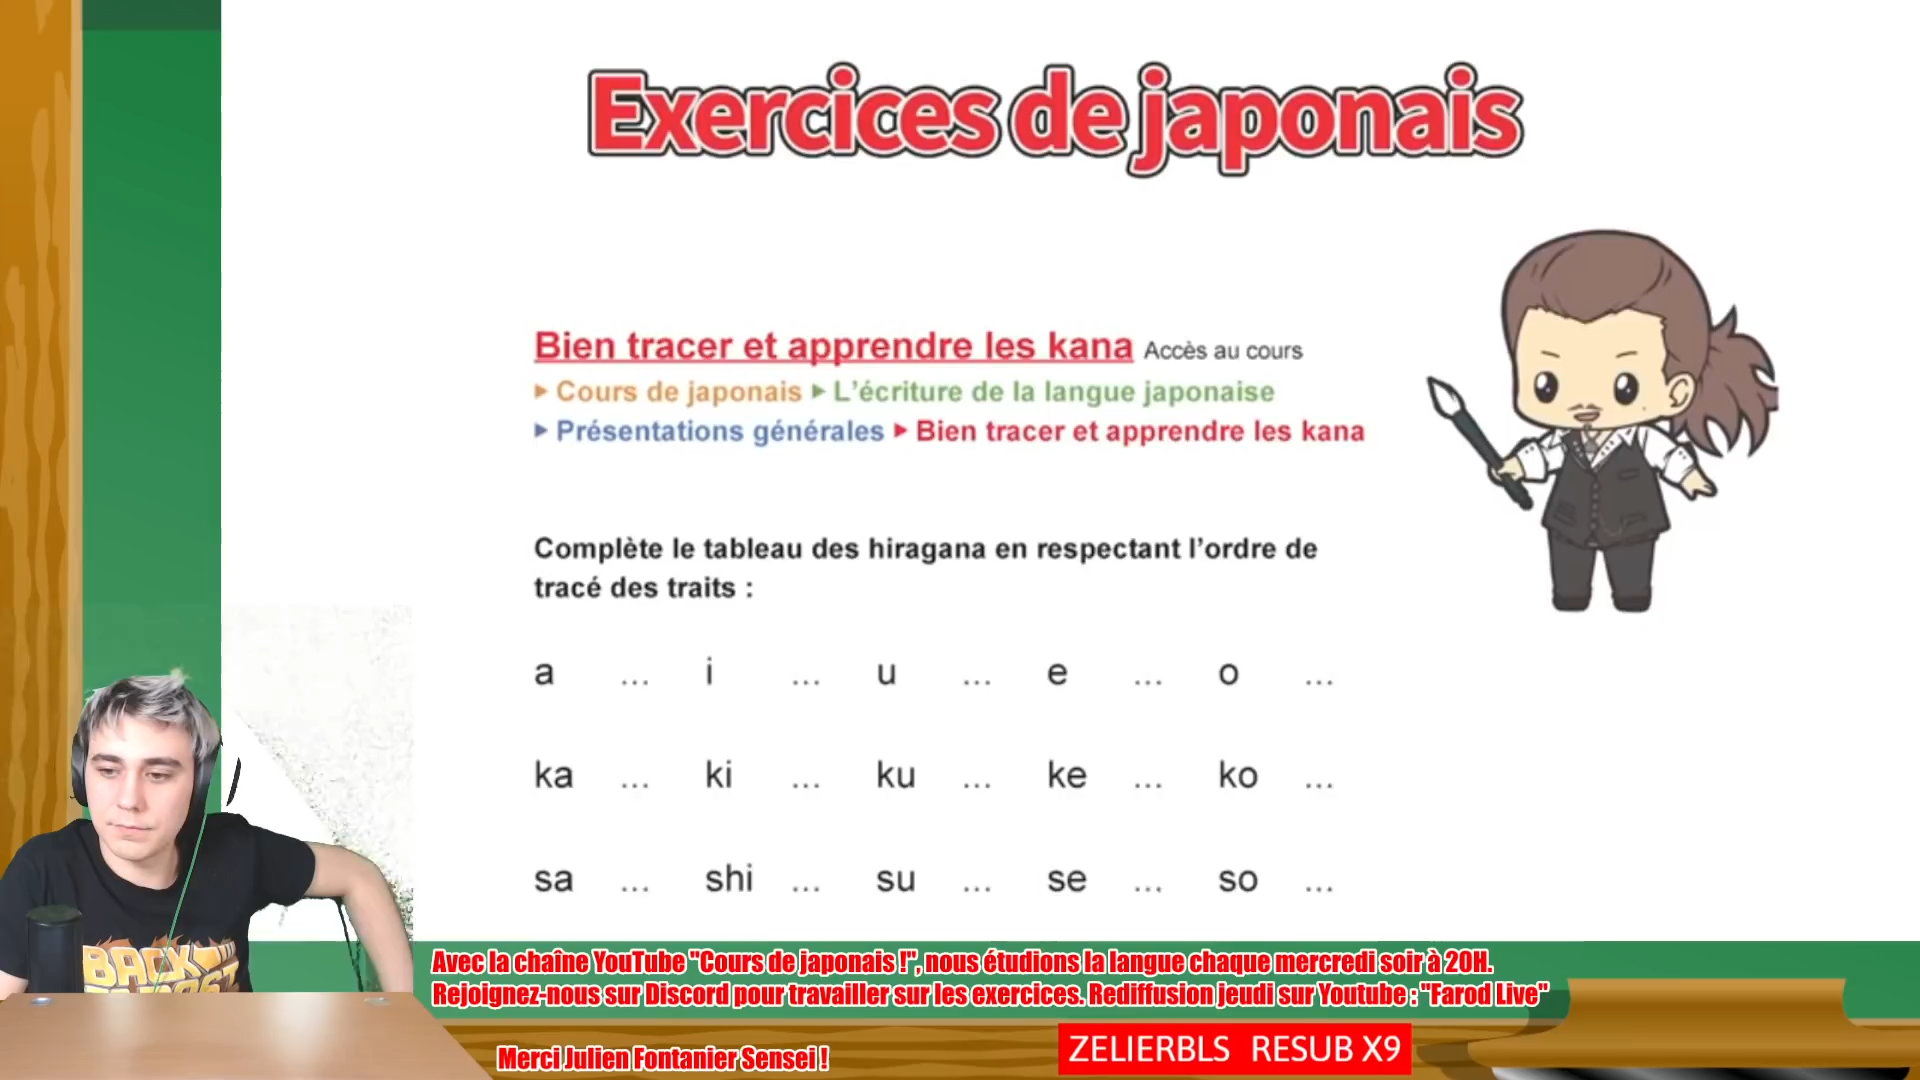 Exercices de japonais
Bien tracer et apprendre les kana Accès au cours
▸ Cours de japonais ▸ L'écriture de la langue japonaise
▸ Présentations générales ▸ Bien tracer et apprendre les kana
Complète le tableau des hiragana en respectant l'ordre de
tracé des traits :
a ... i ... u ... e ... o ...
ka ... ki ... ku ... ke ... ko ...
sa ... shi ... su ... se ... so ...
BACK
Avec la chaîne YouTube "Cours de japonais !", nous étudions la langue chaque mercredi soir à 20H.
Rejoignez-nous sur Discord pour travailler sur les exercices. Rediffusion jeudi sur Youtube : "Farod Live"
Merci Julien Fontanier Sensei !
ZELIERBLS RESUB X9